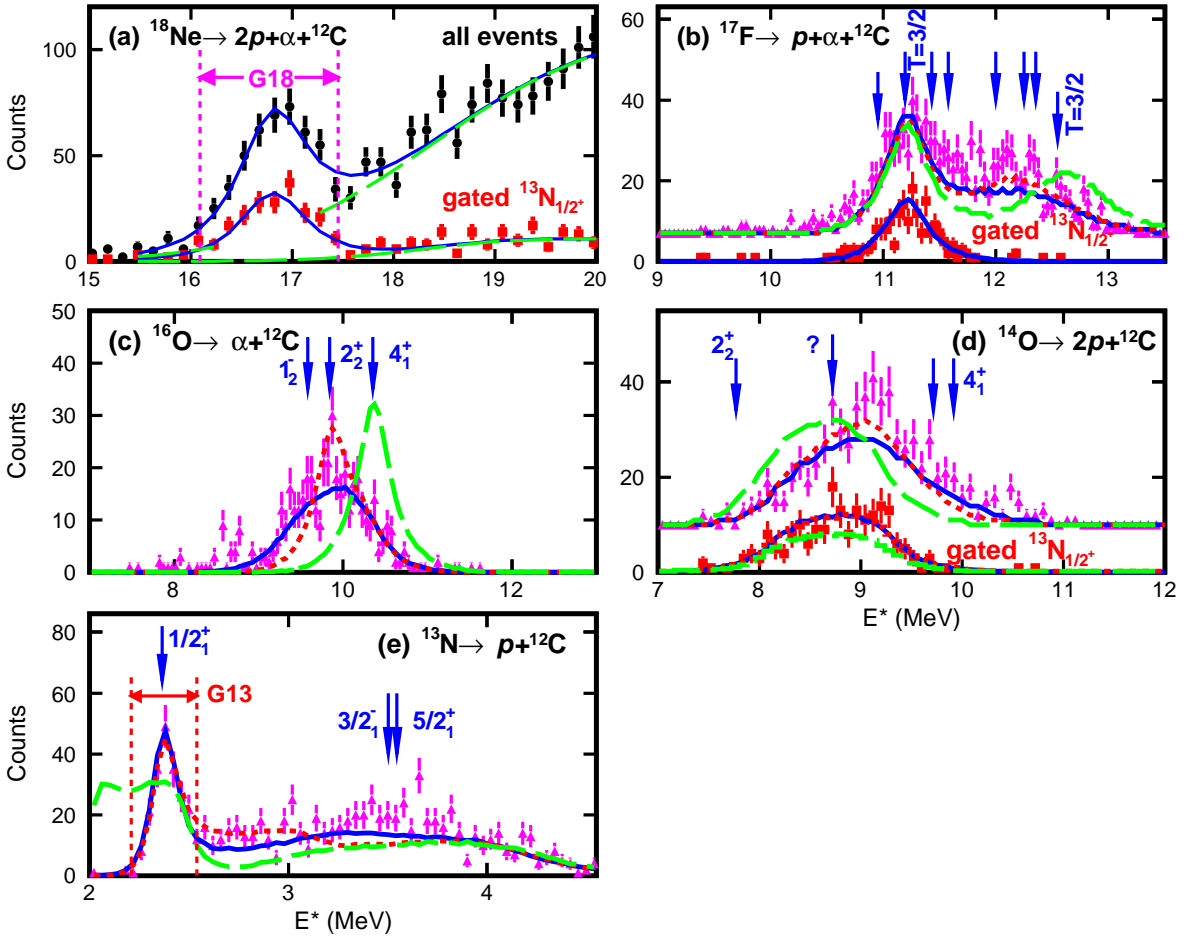 (a) ¹⁸Ne→ 2p+α+¹²C
all events
G18
gated ¹³N₁/₂⁺
Counts
100
50
0
15 16 17 18 19 20
(b) ¹⁷F→ p+α+¹²C
T=3/2
T=3/2
gated ¹³N₁/₂⁺
60
40
20
0
9 10 11 12 13
(c) ¹⁶O→ α+¹²C
1₂⁻ 2₂⁺ 4₁⁺
Counts
50
40
30
20
10
0
8 10 12
(d) ¹⁴O→ 2p+¹²C
2₂⁺ ? 4₁⁺
gated ¹³N₁/₂⁺
40
20
0
7 8 9 10 11 12
E* (MeV)
(e) ¹³N→ p+¹²C
1/2₁⁺
G13
3/2₁⁻ 5/2₁⁺
Counts
80
60
40
20
0
2 3 4
E* (MeV)